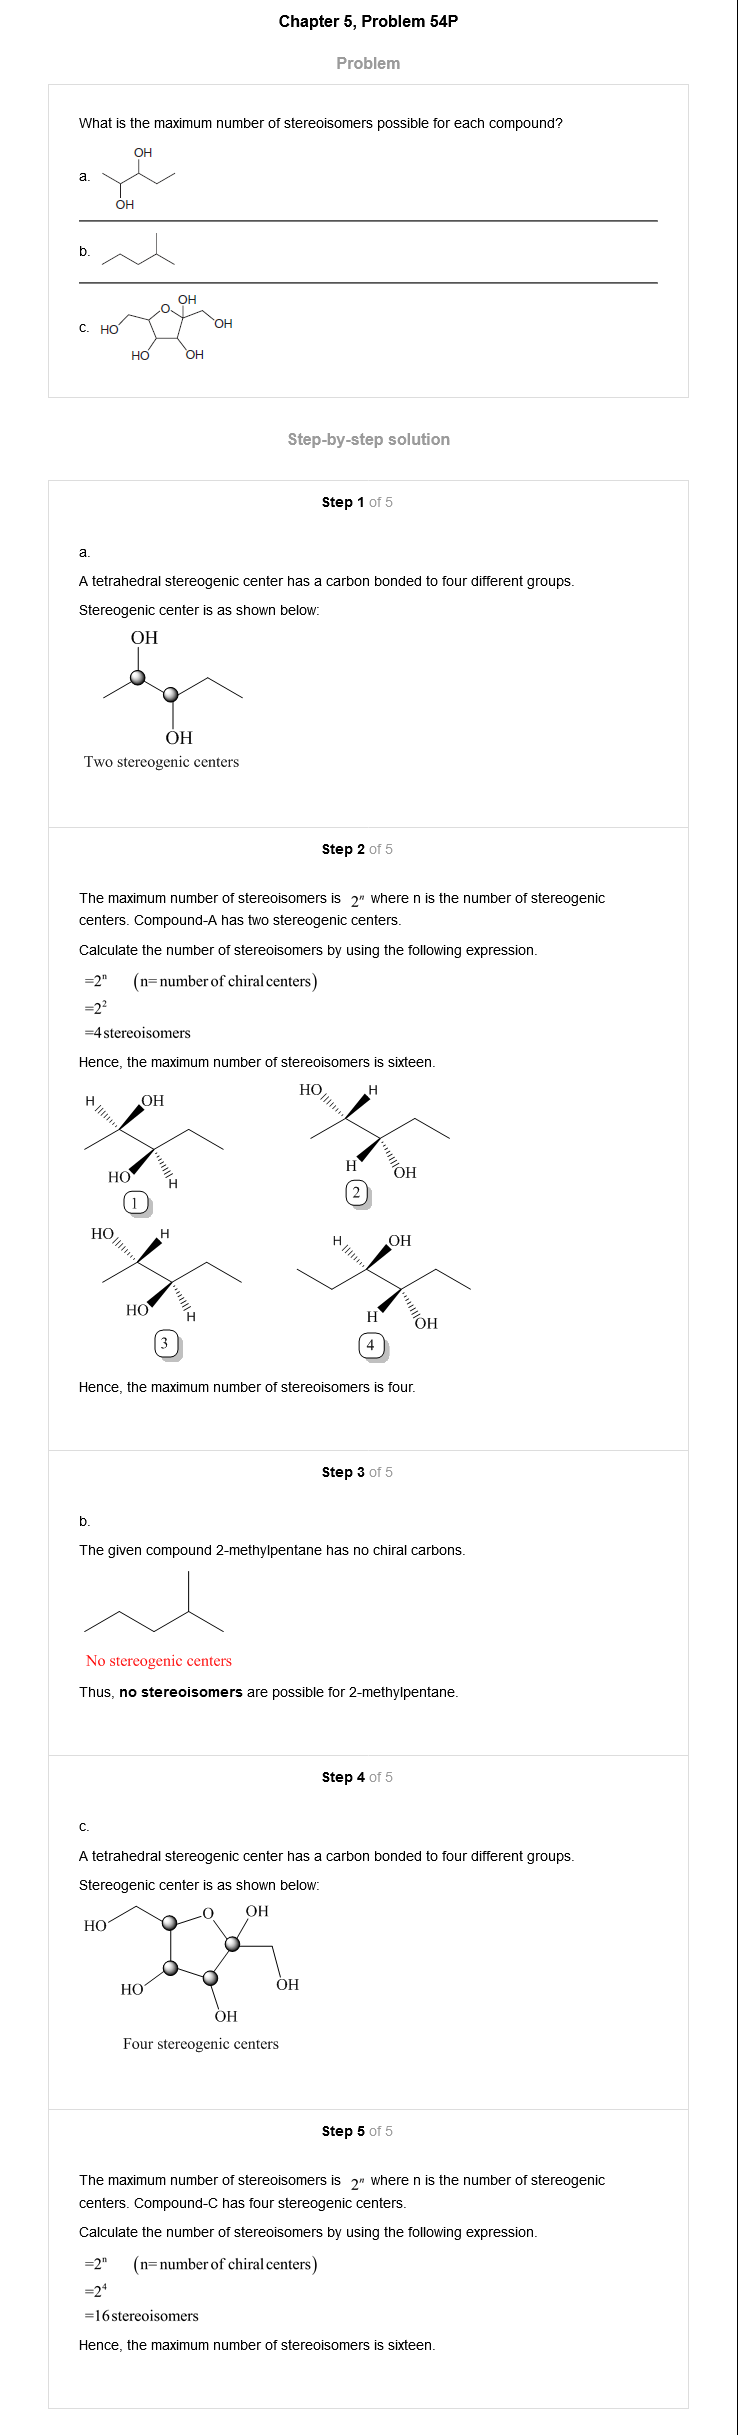 Chapter 5, Problem 54P
Problem
What is the maximum number of stereoisomers possible for each compound?
a.
OH
OH
b.
c.
HO
O
OH
OH
HO
OH
Step-by-step solution
Step 1 of 5
a.
A tetrahedral stereogenic center has a carbon bonded to four different groups.
Stereogenic center is as shown below:
OH
OH
Two stereogenic centers
Step 2 of 5
The maximum number of stereoisomers is 2ⁿ where n is the number of stereogenic
centers. Compound-A has two stereogenic centers.
Calculate the number of stereoisomers by using the following expression.
=2ⁿ (n=number of chiral centers)
=2²
=4 stereoisomers
Hence, the maximum number of stereoisomers is sixteen.
H OH
HO H
1
HO H
H OH
2
HO H
HO H
3
H OH
H OH
4
Hence, the maximum number of stereoisomers is four.
Step 3 of 5
b.
The given compound 2-methylpentane has no chiral carbons.
No stereogenic centers
Thus, no stereoisomers are possible for 2-methylpentane.
Step 4 of 5
c.
A tetrahedral stereogenic center has a carbon bonded to four different groups.
Stereogenic center is as shown below:
HO
O
OH
HO
OH
OH
Four stereogenic centers
Step 5 of 5
The maximum number of stereoisomers is 2ⁿ where n is the number of stereogenic
centers. Compound-C has four stereogenic centers.
Calculate the number of stereoisomers by using the following expression.
=2ⁿ (n=number of chiral centers)
=2⁴
=16 stereoisomers
Hence, the maximum number of stereoisomers is sixteen.